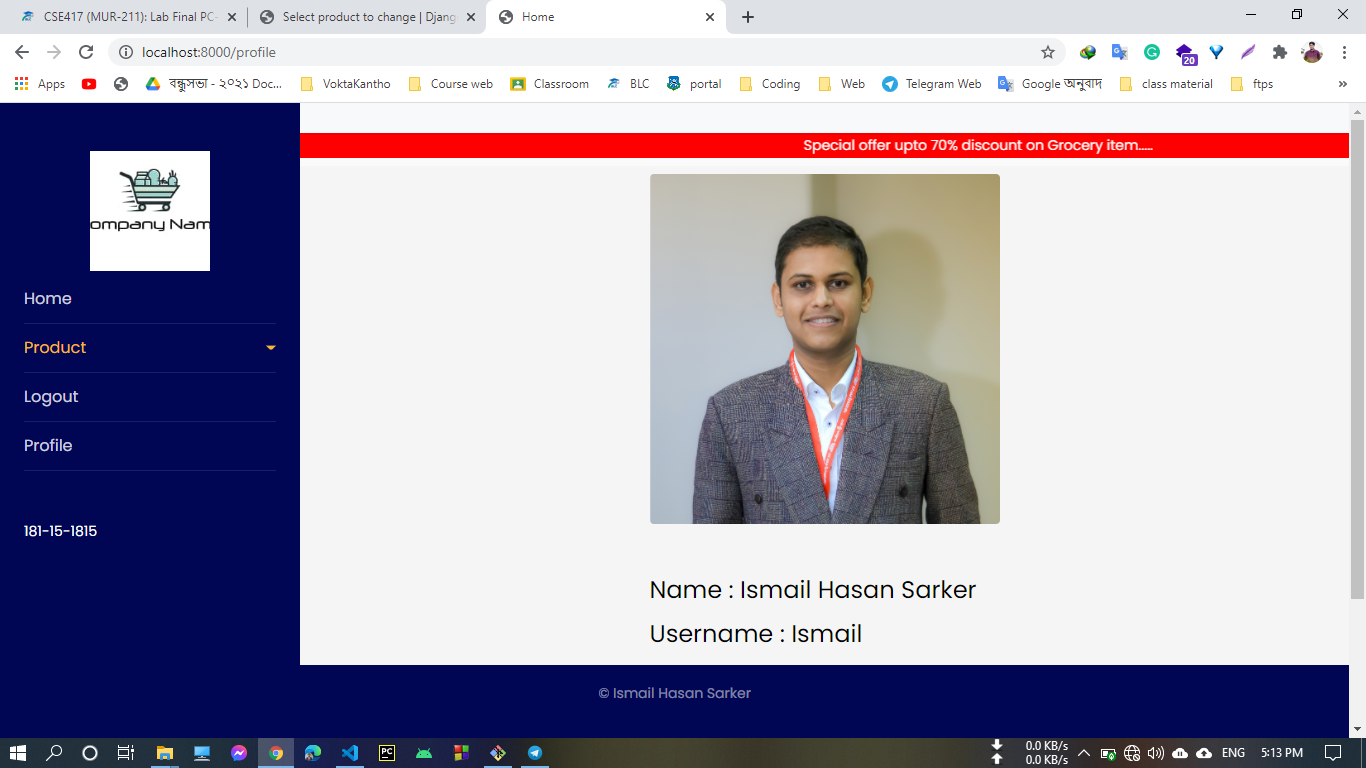 CSE417 (MUR-211): Lab Final PC-
Select product to change | Djang
Home
localhost:8000/profile
20
Apps
বন্ধুসভা - ২০২১ Doc...
VoktaKantho
Course web
Classroom
BLC
portal
Coding
Web
Telegram Web
Google অনুবাদ
class material
ftps
»
ompany Nam
Home
Product
Logout
Profile
181-15-1815
Special offer upto 70% discount on Grocery item.....
Name : Ismail Hasan Sarker
Username : Ismail
© Ismail Hasan Sarker
PC
0.0 KB/s
0.0 KB/s
ENG
5:13 PM